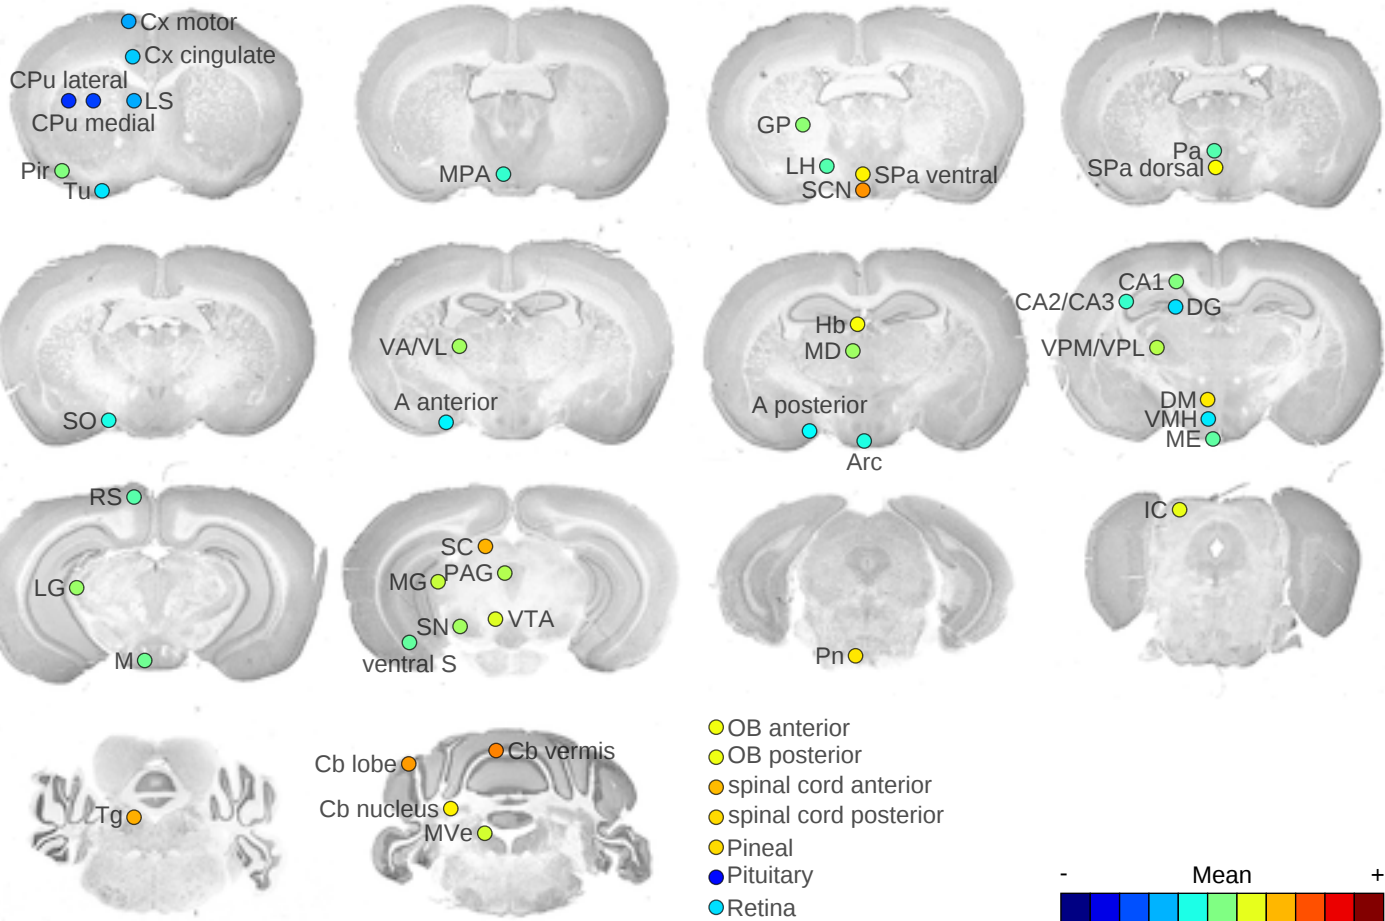 Cx motor
Cx cingulate
CPu lateral
LS
CPu medial
Pir
Tu
MPA
GP
LH
SPa ventral
SCN
Pa
SPa dorsal
SO
VA/VL
A anterior
Hb
MD
A posterior
Arc
CA1
CA2/CA3
DG
VPM/VPL
DM
VMH
ME
RS
LG
M
SC
MG
PAG
SN
VTA
ventral S
Pn
IC
Tg
Cb lobe
Cb vermis
Cb nucleus
MVe
OB anterior
OB posterior
spinal cord anterior
spinal cord posterior
Pineal
Pituitary
Retina
- Mean +